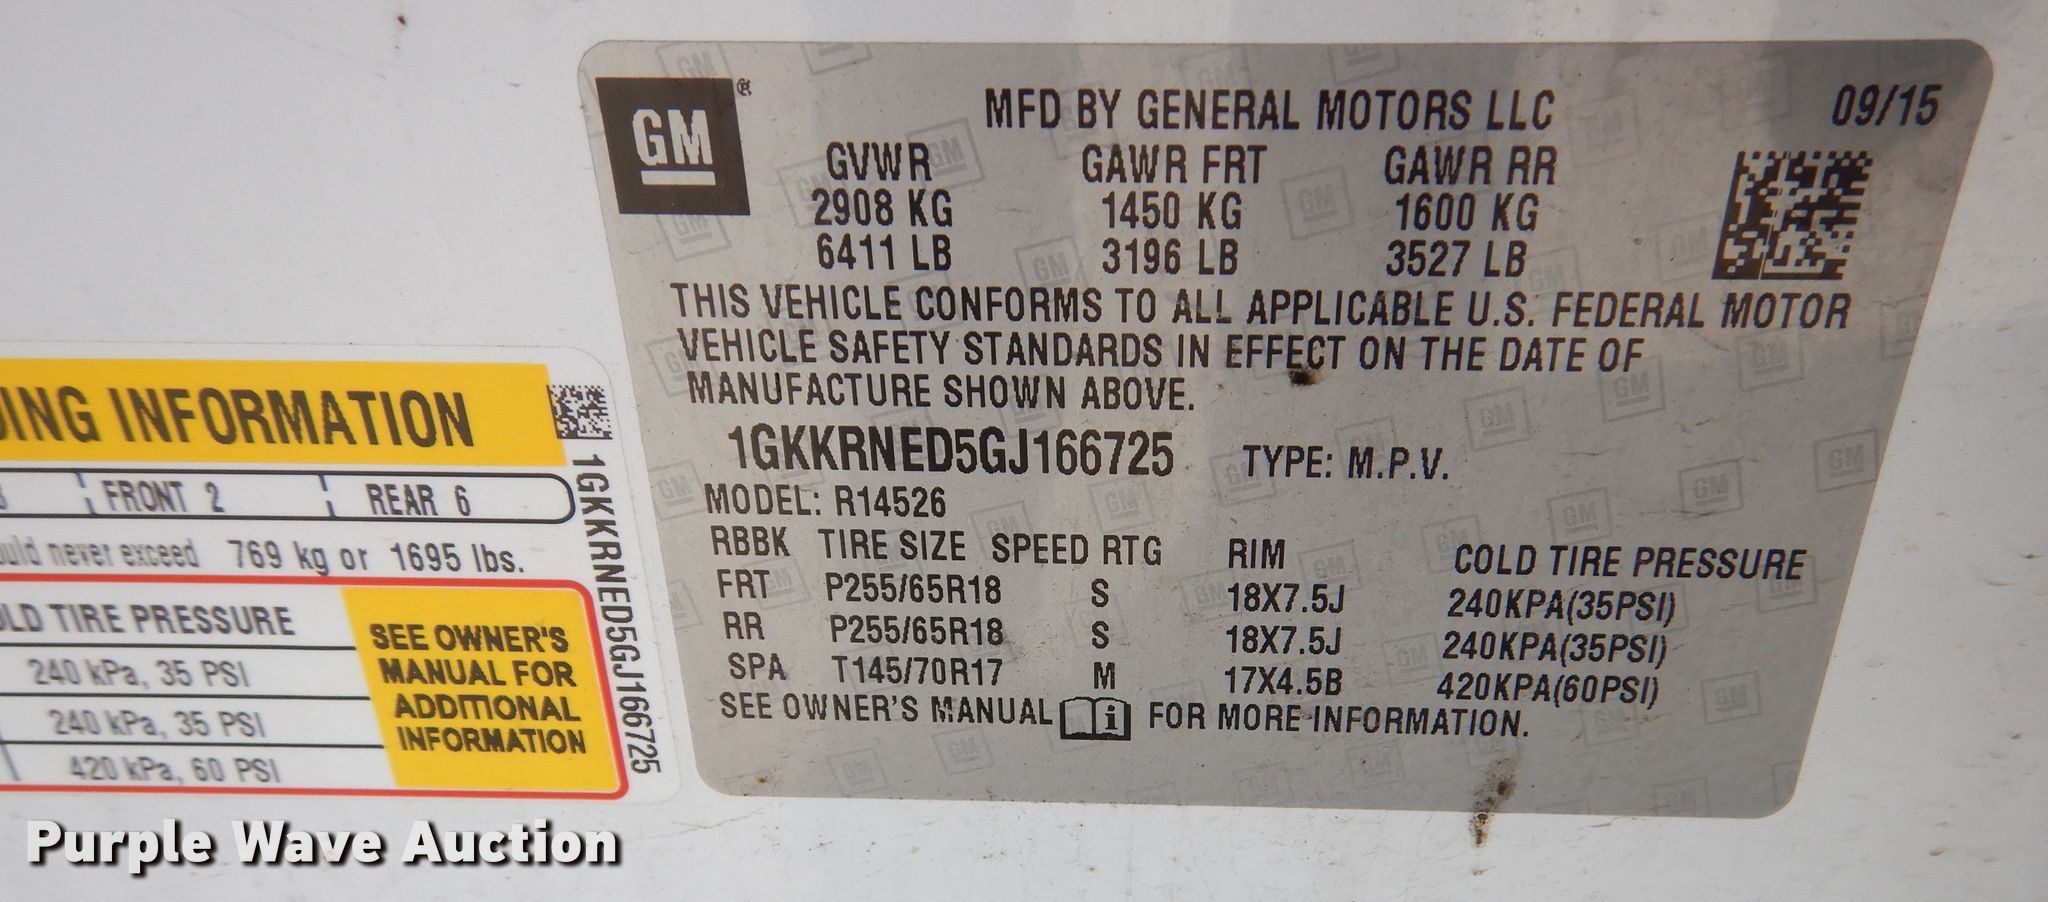 GM
MFD BY GENERAL MOTORS LLC 09/15
GVWR GAWR FRT GAWR RR
2908 KG 1450 KG 1600 KG
6411 LB 3196 LB 3527 LB
THIS VEHICLE CONFORMS TO ALL APPLICABLE U.S. FEDERAL MOTOR
VEHICLE SAFETY STANDARDS IN EFFECT ON THE DATE OF
MANUFACTURE SHOWN ABOVE.
1GKKRNED5GJ166725 TYPE: M.P.V.
MODEL: R14526
RBBK TIRE SIZE SPEED RTG RIM COLD TIRE PRESSURE
FRT P255/65R18 S 18X7.5J 240KPA(35PSI)
RR P255/65R18 S 18X7.5J 240KPA(35PSI)
SPA T145/70R17 M 17X4.5B 420KPA(60PSI)
SEE OWNER'S MANUAL i FOR MORE INFORMATION.
ING INFORMATION
FRONT 2 REAR 6
never exceed 769 kg or 1695 lbs.
TIRE PRESSURE
240 kPa, 35 PSI
240 kPa, 35 PSI
420 kPa, 60 PSI
SEE OWNER'S
MANUAL FOR
ADDITIONAL
INFORMATION
1GKKRNED5GJ166725
Purple Wave Auction